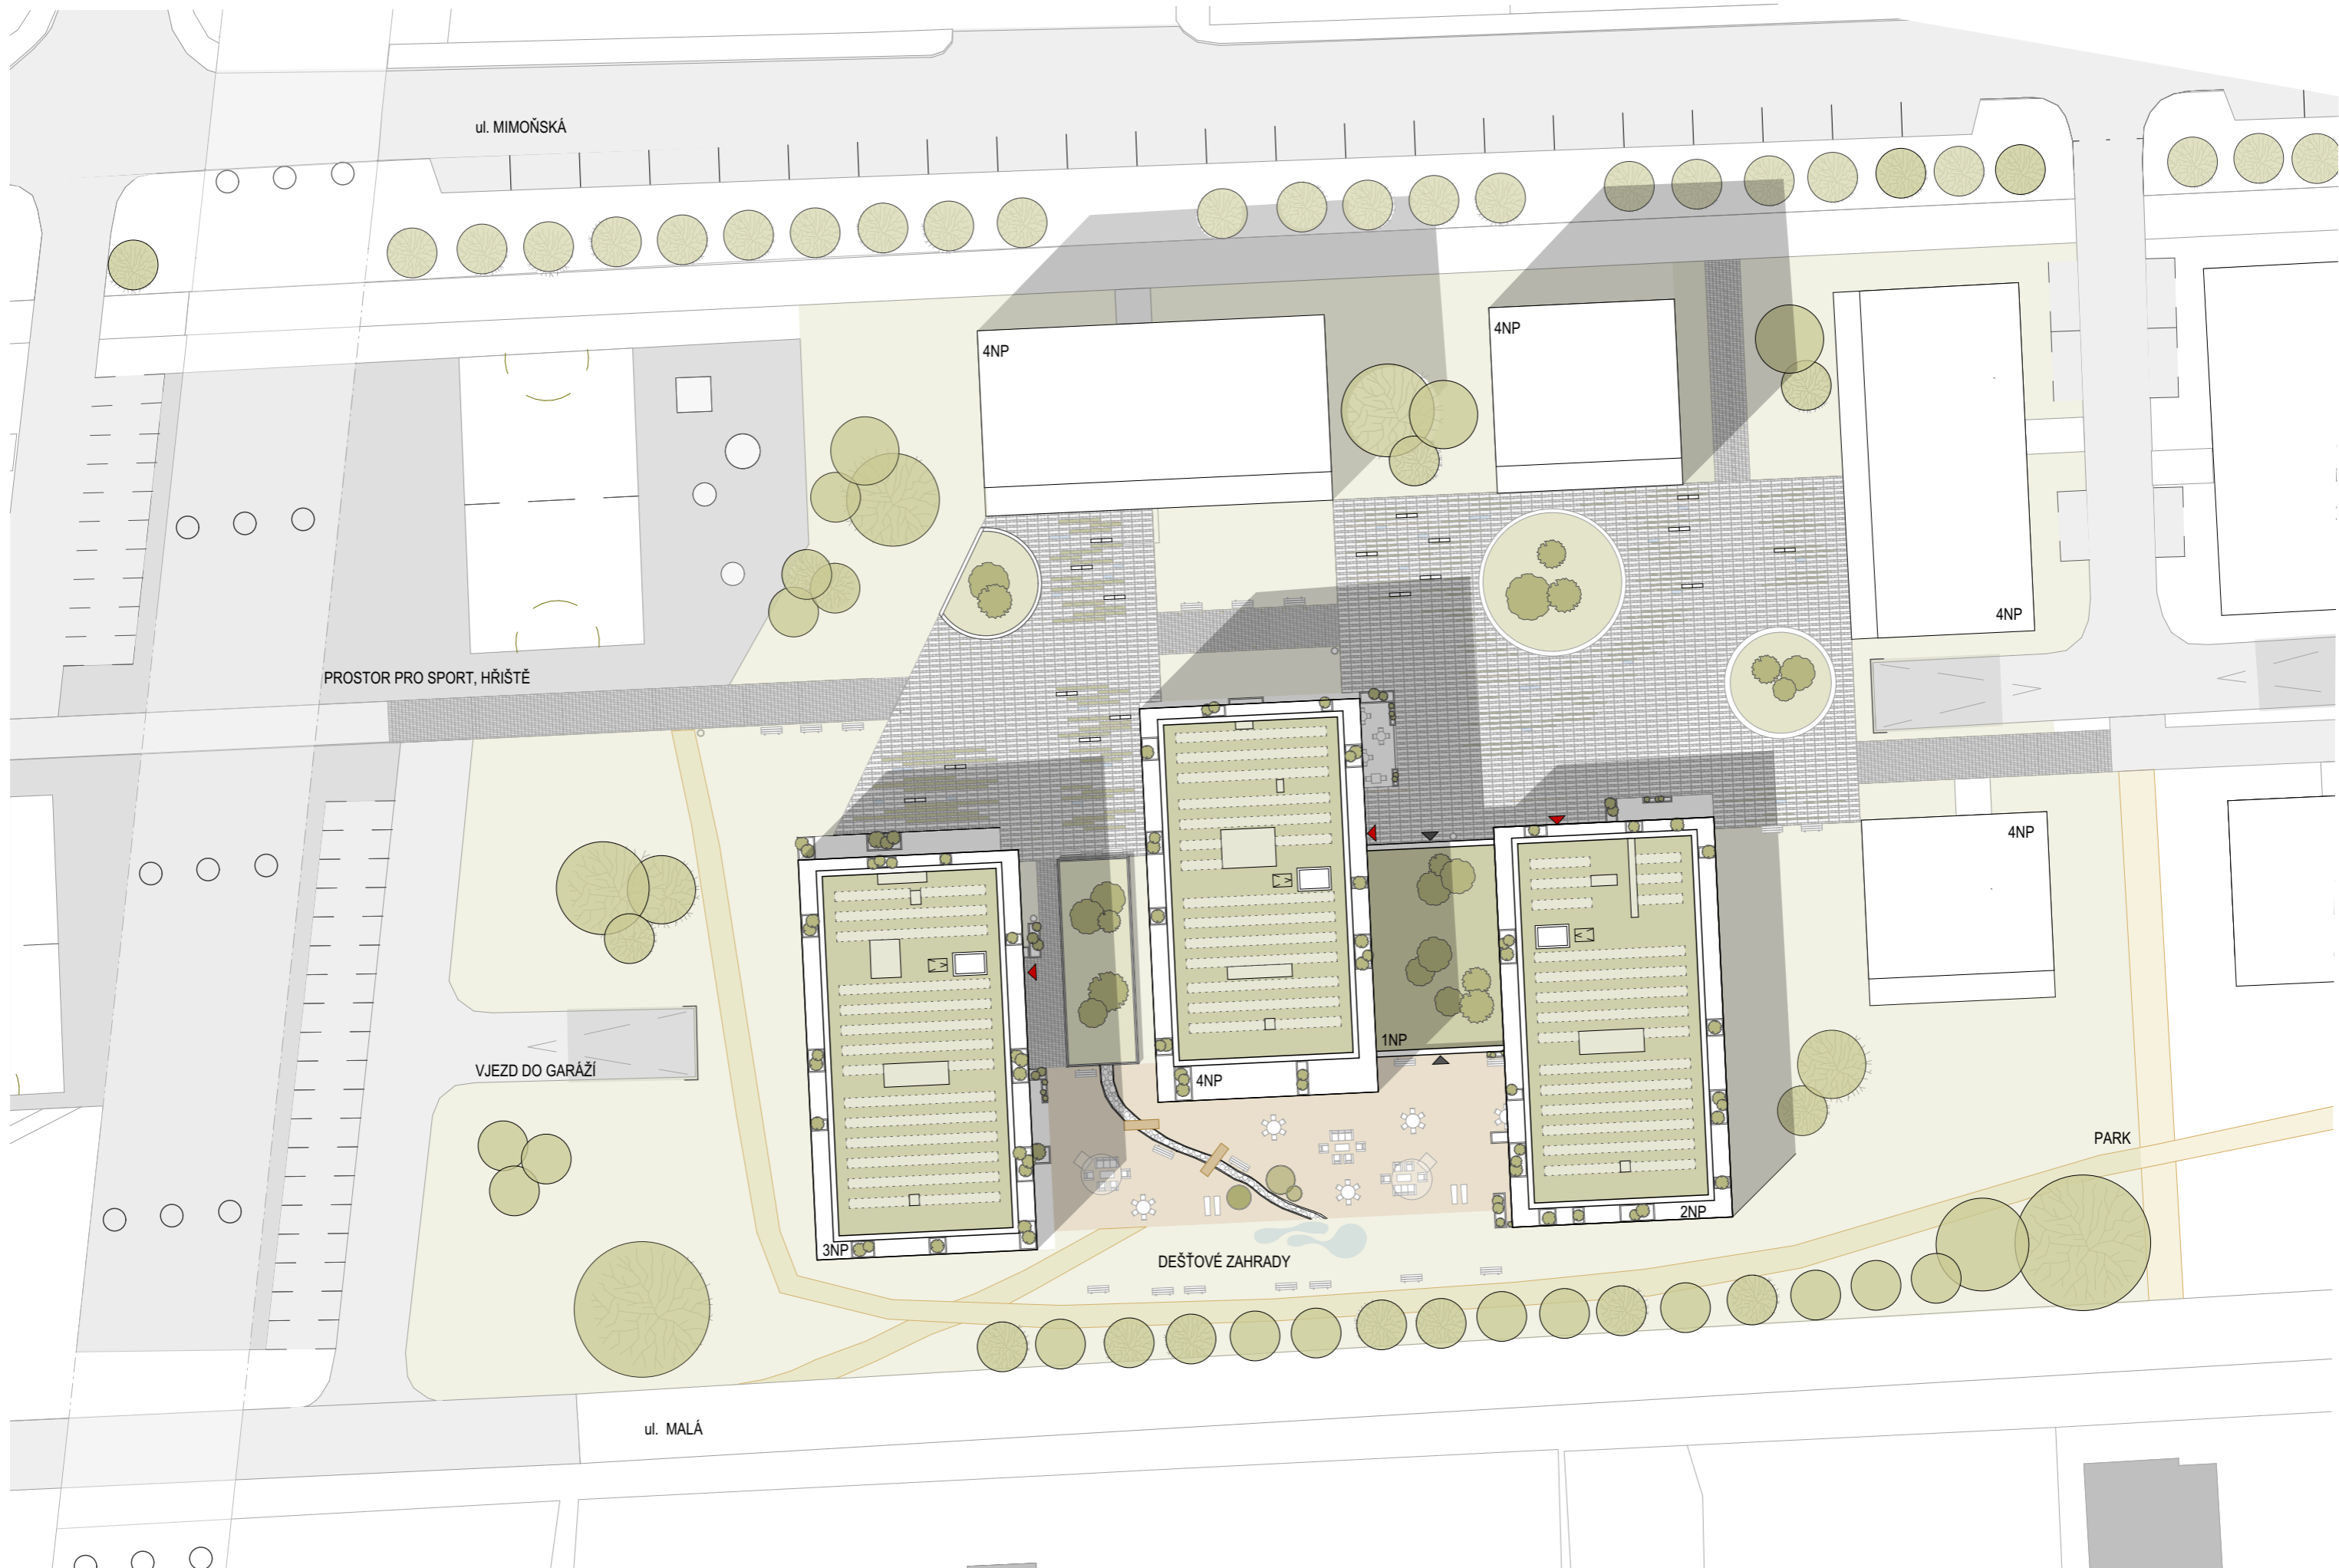 ul. MIMOŇSKÁ
4NP
4NP
4NP
PROSTOR PRO SPORT, HŘIŠTĚ
4NP
1NP
VJEZD DO GARÁŽÍ
4NP
PARK
2NP
3NP
DEŠŤOVÉ ZAHRADY
ul. MALÁ